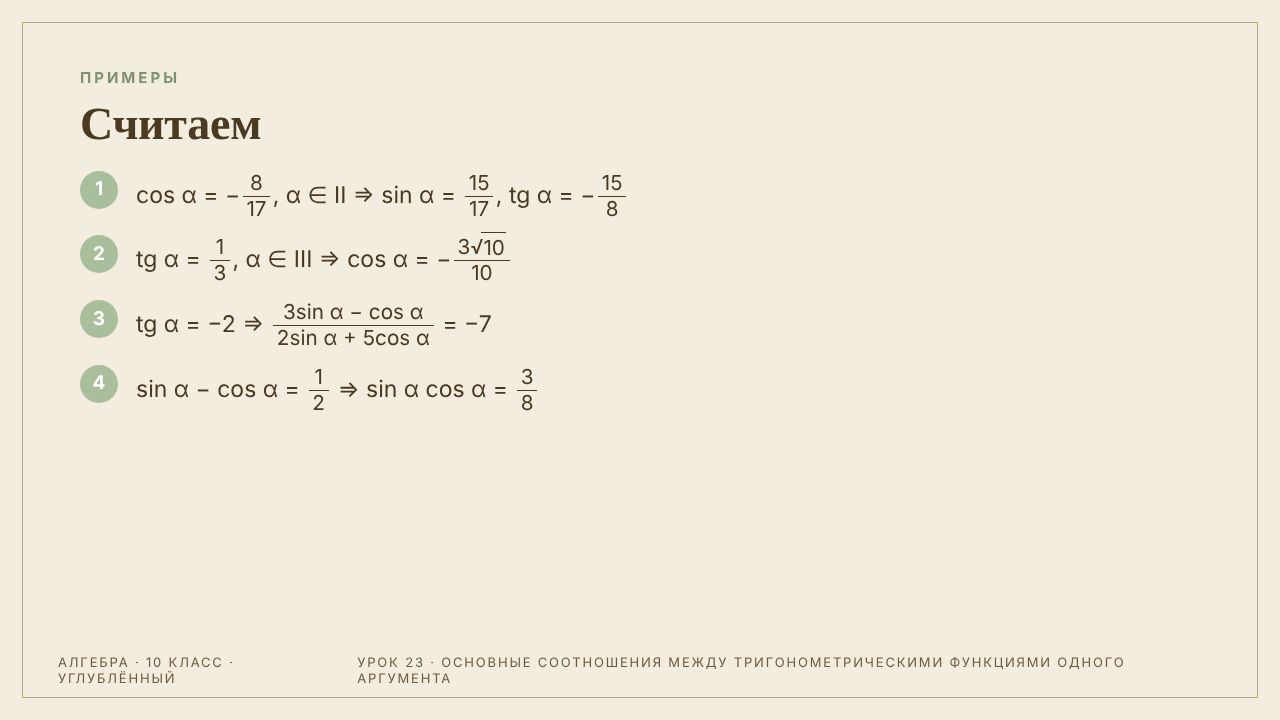 ПРИМЕРЫ
Считаем
1 cos α = −8/17, α ∈ II ⇒ sin α = 15/17, tg α = −15/8
2 tg α = 1/3, α ∈ III ⇒ cos α = −3√10/10
3 tg α = −2 ⇒ (3sin α − cos α)/(2sin α + 5cos α) = −7
4 sin α − cos α = 1/2 ⇒ sin α cos α = 3/8
АЛГЕБРА · 10 КЛАСС ·
УГЛУБЛЁННЫЙ
УРОК 23 · ОСНОВНЫЕ СООТНОШЕНИЯ МЕЖДУ ТРИГОНОМЕТРИЧЕСКИМИ ФУНКЦИЯМИ ОДНОГО
АРГУМЕНТА